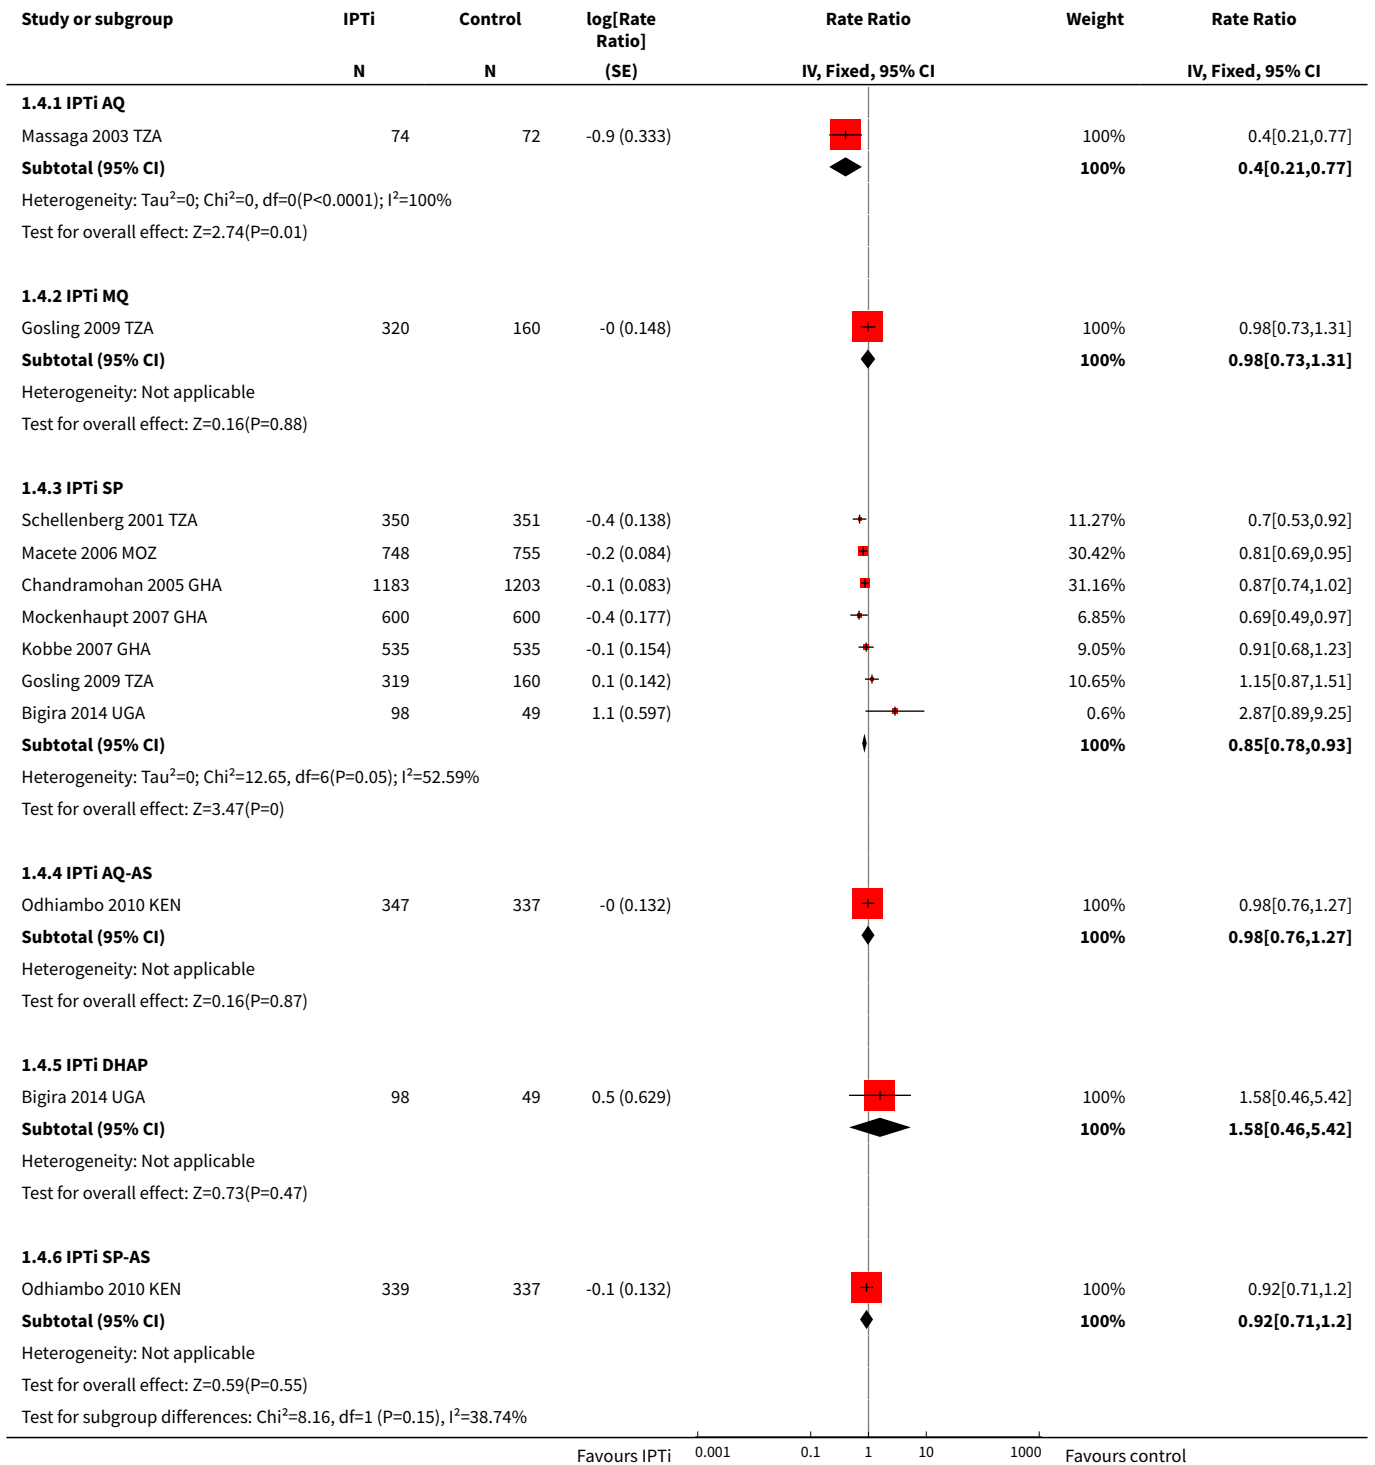 Study or subgroup IPTi Control log[Rate Ratio] Rate Ratio Weight Rate Ratio
N N (SE) IV, Fixed, 95% CI IV, Fixed, 95% CI
1.4.1 IPTi AQ
Massaga 2003 TZA 74 72 -0.9 (0.333) 100% 0.4[0.21,0.77]
Subtotal (95% CI) 100% 0.4[0.21,0.77]
Heterogeneity: Tau²=0; Chi²=0, df=0(P<0.0001); I²=100%
Test for overall effect: Z=2.74(P=0.01)
1.4.2 IPTi MQ
Gosling 2009 TZA 320 160 -0 (0.148) 100% 0.98[0.73,1.31]
Subtotal (95% CI) 100% 0.98[0.73,1.31]
Heterogeneity: Not applicable
Test for overall effect: Z=0.16(P=0.88)
1.4.3 IPTi SP
Schellenberg 2001 TZA 350 351 -0.4 (0.138) 11.27% 0.7[0.53,0.92]
Macete 2006 MOZ 748 755 -0.2 (0.084) 30.42% 0.81[0.69,0.95]
Chandramohan 2005 GHA 1183 1203 -0.1 (0.083) 31.16% 0.87[0.74,1.02]
Mockenhaupt 2007 GHA 600 600 -0.4 (0.177) 6.85% 0.69[0.49,0.97]
Kobbe 2007 GHA 535 535 -0.1 (0.154) 9.05% 0.91[0.68,1.23]
Gosling 2009 TZA 319 160 0.1 (0.142) 10.65% 1.15[0.87,1.51]
Bigira 2014 UGA 98 49 1.1 (0.597) 0.6% 2.87[0.89,9.25]
Subtotal (95% CI) 100% 0.85[0.78,0.93]
Heterogeneity: Tau²=0; Chi²=12.65, df=6(P=0.05); I²=52.59%
Test for overall effect: Z=3.47(P=0)
1.4.4 IPTi AQ-AS
Odhiambo 2010 KEN 347 337 -0 (0.132) 100% 0.98[0.76,1.27]
Subtotal (95% CI) 100% 0.98[0.76,1.27]
Heterogeneity: Not applicable
Test for overall effect: Z=0.16(P=0.87)
1.4.5 IPTi DHAP
Bigira 2014 UGA 98 49 0.5 (0.629) 100% 1.58[0.46,5.42]
Subtotal (95% CI) 100% 1.58[0.46,5.42]
Heterogeneity: Not applicable
Test for overall effect: Z=0.73(P=0.47)
1.4.6 IPTi SP-AS
Odhiambo 2010 KEN 339 337 -0.1 (0.132) 100% 0.92[0.71,1.2]
Subtotal (95% CI) 100% 0.92[0.71,1.2]
Heterogeneity: Not applicable
Test for overall effect: Z=0.59(P=0.55)
Test for subgroup differences: Chi²=8.16, df=1 (P=0.15), I²=38.74%
Favours IPTi 0.001 0.1 1 10 1000 Favours control